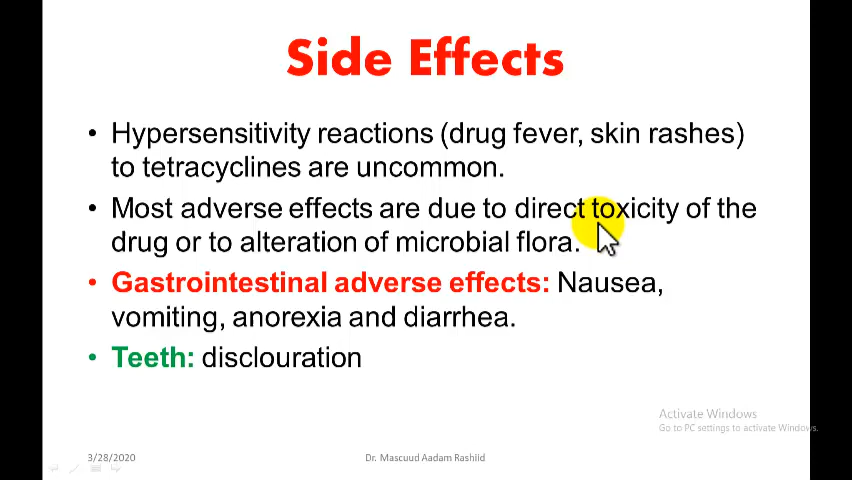 Side Effects
• Hypersensitivity reactions (drug fever, skin rashes)
to tetracyclines are uncommon.
• Most adverse effects are due to direct toxicity of the
drug or to alteration of microbial flora.
• Gastrointestinal adverse effects: Nausea,
vomiting, anorexia and diarrhea.
• Teeth: disclouration
Activate Windows
Go to PC settings to activate Windows.
3/28/2020
Dr. Mascuud Aadam Rashiid